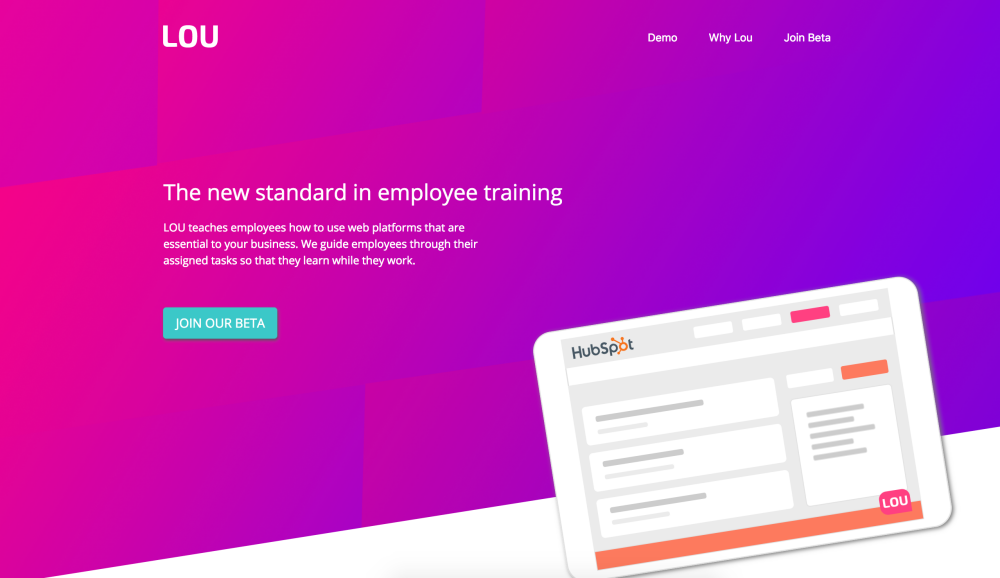 LOU
Demo
Why Lou
Join Beta
The new standard in employee training
LOU teaches employees how to use web platforms that are
essential to your business. We guide employees through their
assigned tasks so that they learn while they work.
JOIN OUR BETA
HubSpot
LOU